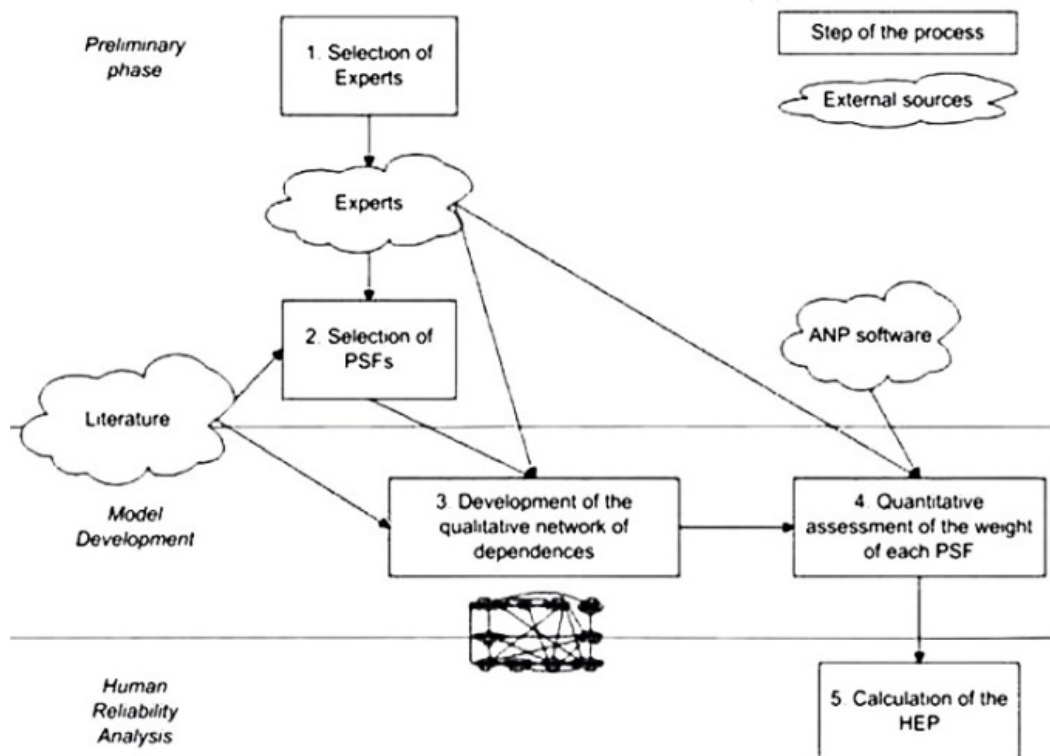 Preliminary
phase
1. Selection of
Experts
Step of the process
External sources
Experts
2. Selection of
PSFs
ANP software
Literature
Model
Development
3. Development of the
qualitative network of
dependences
4. Quantitative
assessment of the weight
of each PSF
Human
Reliability
Analysis
5. Calculation of the
HEP